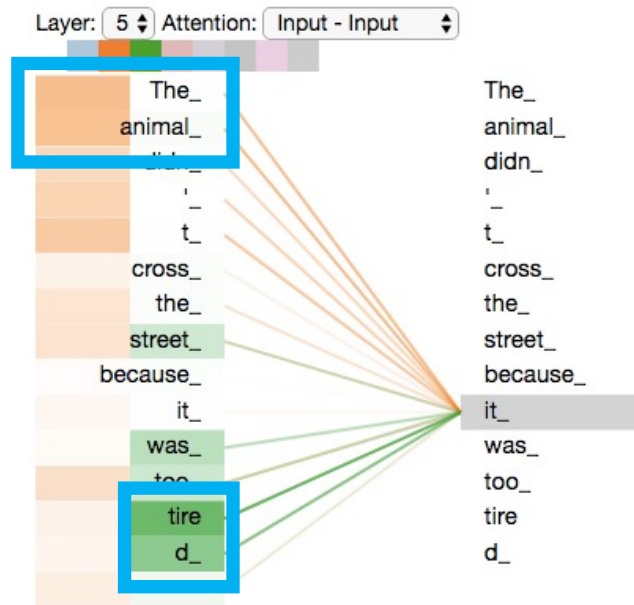 Layer: 5 Attention: Input - Input
The_ The_
animal_ animal_
didn_ didn_
'_ '_
t_ t_
cross_ cross_
the_ the_
street_ street_
because_ because_
it_ it_
was_ was_
too_ too_
tire tire
d_ d_